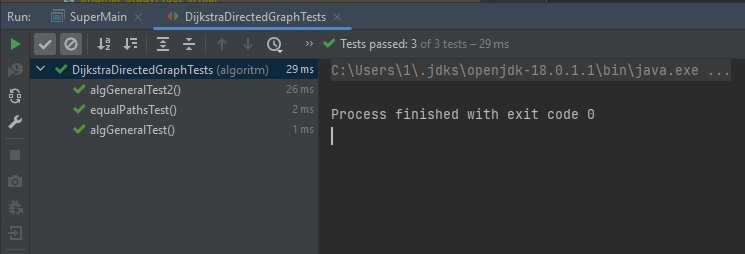 Run: SuperMain × DijkstraDirectedGraphTests ×
Tests passed: 3 of 3 tests – 29 ms
DijkstraDirectedGraphTests (algoritm) 29 ms
algGeneralTest2() 26 ms
equalPathsTest() 2 ms
algGeneralTest() 1 ms
C:\Users\1\.jdks\openjdk-18.0.1.1\bin\java.exe ...
Process finished with exit code 0